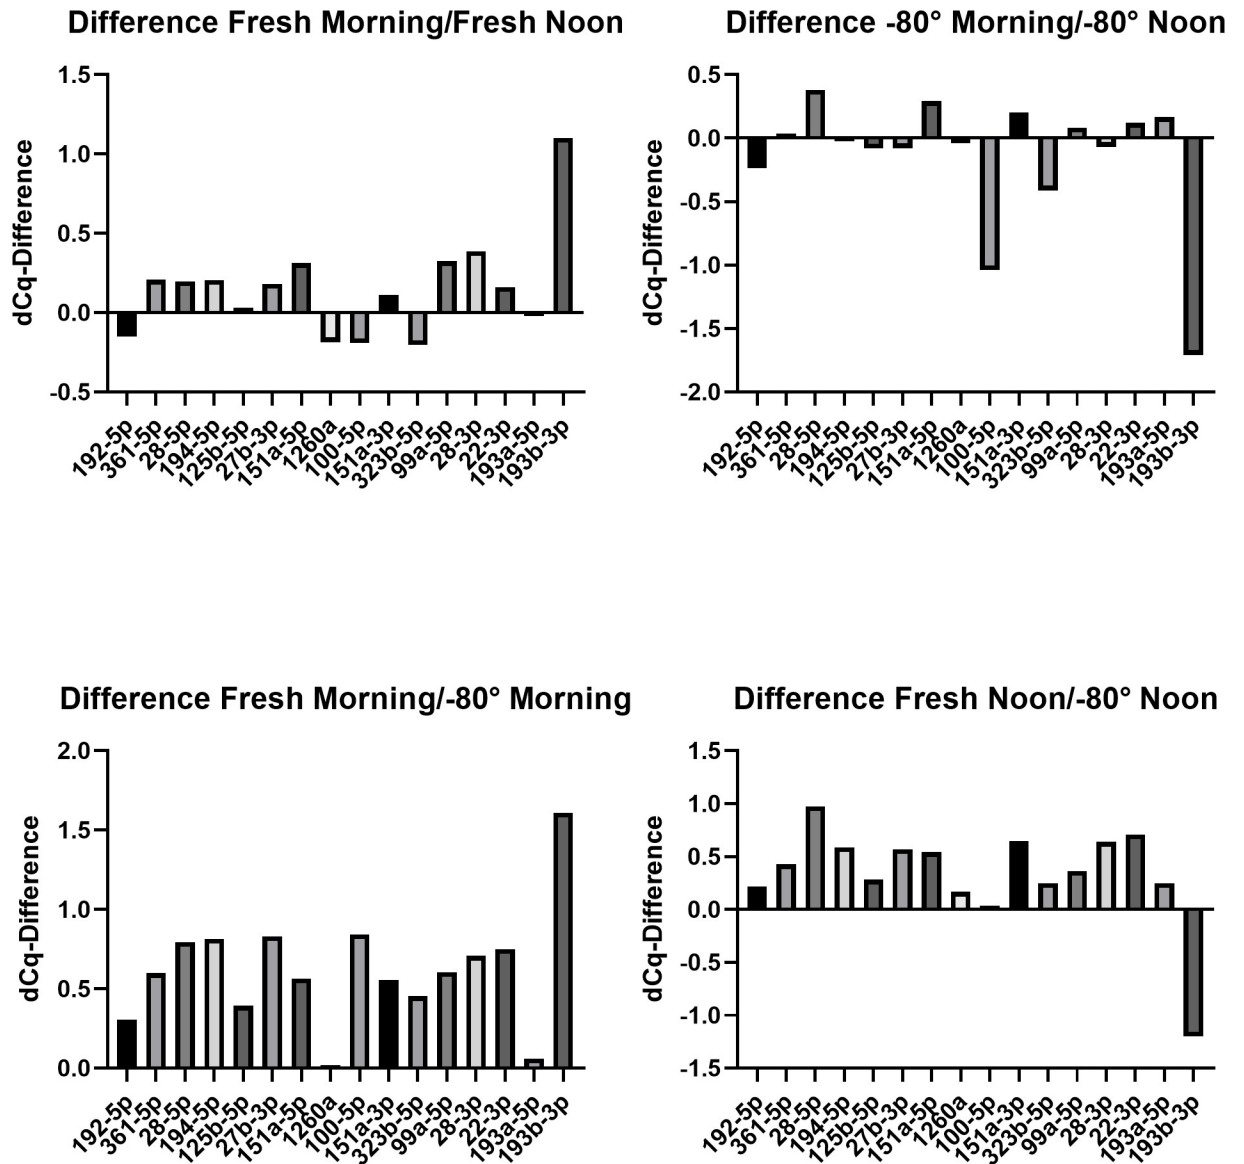 Difference Fresh Morning/Fresh Noon
dCq-Difference
1.5
1.0
0.5
0.0
-0.5
192-5p
361-5p
28-5p
194-5p
125b-5p
27b-3p
151a-5p
1260a
100-5p
151a-3p
323b-5p
99a-5p
28-3p
22-3p
193a-5p
193b-3p
Difference -80° Morning/-80° Noon
dCq-Difference
0.5
0.0
-0.5
-1.0
-1.5
-2.0
192-5p
361-5p
28-5p
194-5p
125b-5p
27b-3p
151a-5p
1260a
100-5p
151a-3p
323b-5p
99a-5p
28-3p
22-3p
193a-5p
193b-3p
Difference Fresh Morning/-80° Morning
dCq-Difference
2.0
1.5
1.0
0.5
0.0
192-5p
361-5p
28-5p
194-5p
125b-5p
27b-3p
151a-5p
1260a
100-5p
151a-3p
323b-5p
99a-5p
28-3p
22-3p
193a-5p
193b-3p
Difference Fresh Noon/-80° Noon
dCq-Difference
1.5
1.0
0.5
0.0
-0.5
-1.0
-1.5
192-5p
361-5p
28-5p
194-5p
125b-5p
27b-3p
151a-5p
1260a
100-5p
151a-3p
323b-5p
99a-5p
28-3p
22-3p
193a-5p
193b-3p